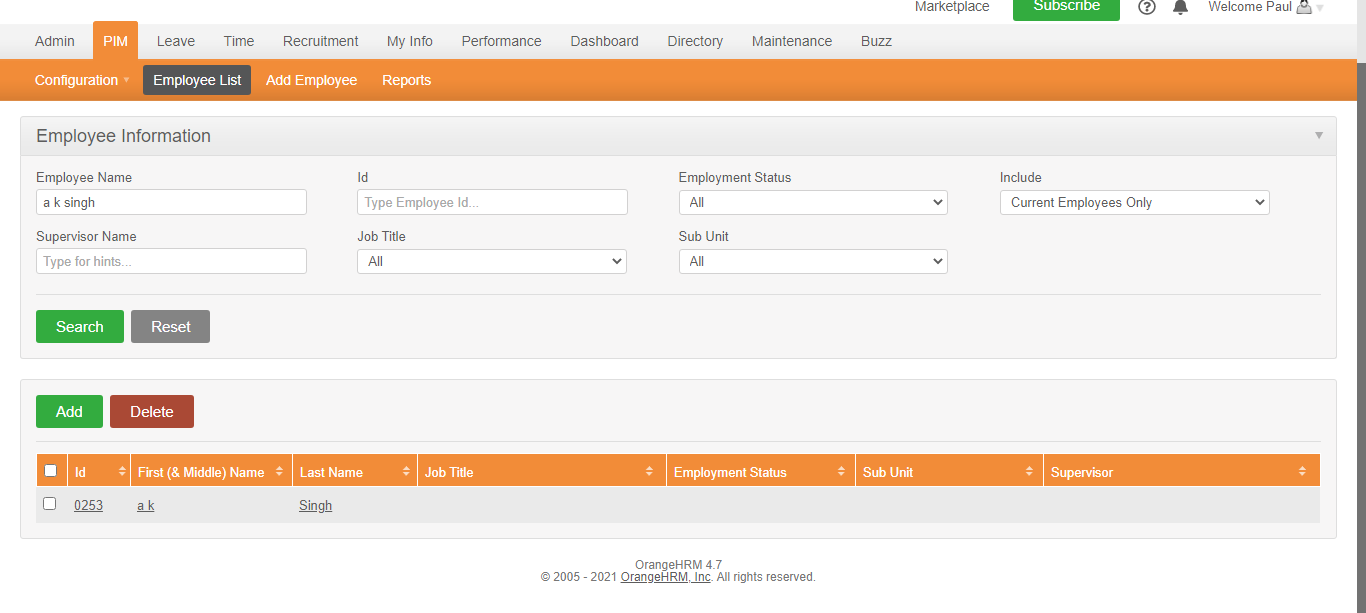 Marketplace Subscribe Welcome Paul
Admin PIM Leave Time Recruitment My Info Performance Dashboard Directory Maintenance Buzz
Configuration Employee List Add Employee Reports
Employee Information
Employee Name Id Employment Status Include
a k singh Type Employee Id... All Current Employees Only
Supervisor Name Job Title Sub Unit
Type for hints... All All
Search Reset
Add Delete
Id First (& Middle) Name Last Name Job Title Employment Status Sub Unit Supervisor
0253 a k Singh
OrangeHRM 4.7
© 2005 - 2021 OrangeHRM, Inc. All rights reserved.